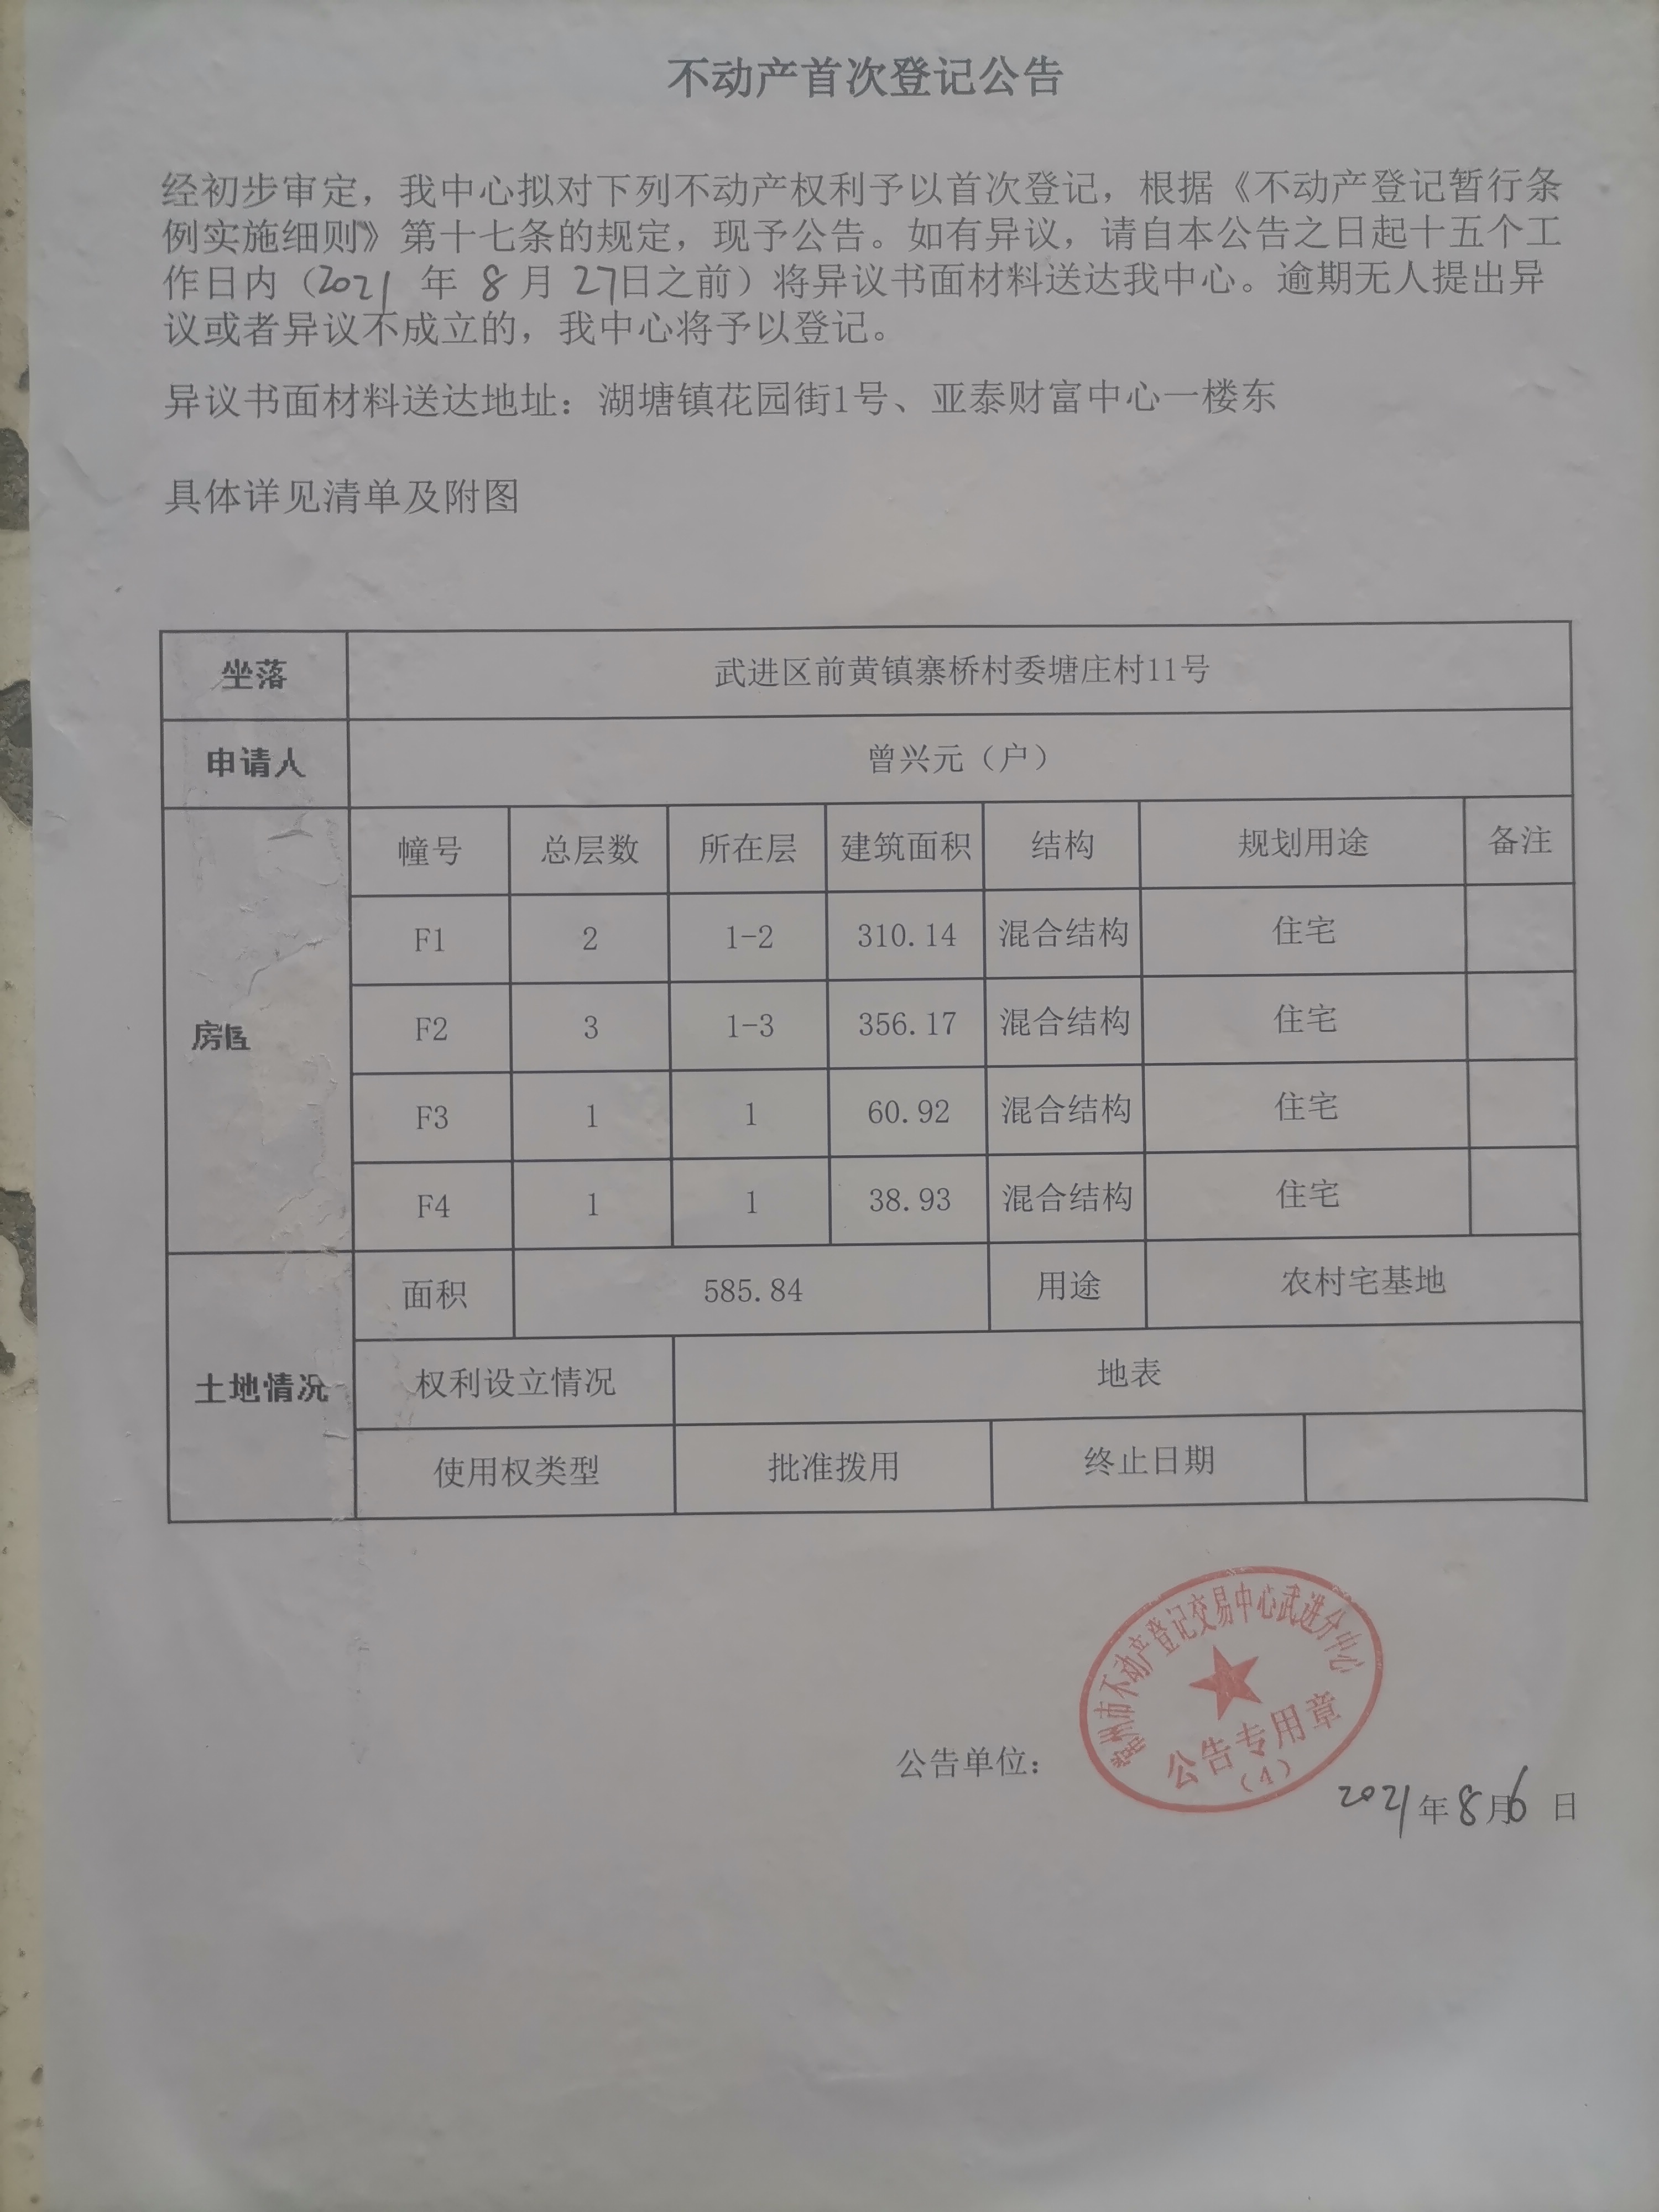 不动产首次登记公告
经初步审定，我中心拟对下列不动产权利予以首次登记，根据《不动产登记暂行条
例实施细则》第十七条的规定，现予公告。如有异议，请自本公告之日起十五个工
作日内（2021 年 8 月 27日之前）将异议书面材料送达我中心。逾期无人提出异
议或者异议不成立的，我中心将予以登记。
异议书面材料送达地址：湖塘镇花园街1号、亚泰财富中心一楼东
具体详见清单及附图
坐落 武进区前黄镇寨桥村委塘庄村11号
申请人 曾兴元（户）
幢号 总层数 所在层 建筑面积 结构 规划用途 备注
F1 2 1-2 310.14 混合结构 住宅
F2 3 1-3 356.17 混合结构 住宅
房
F3 1 1 60.92 混合结构 住宅
F4 1 1 38.93 混合结构 住宅
面积 585.84 用途 农村宅基地
土地情况 权利设立情况 地表
使用权类型 批准拨用 终止日期
常州市不动产登记交易中心武进分中心
公告专用章
（4）
公告单位：
2021年8月6日